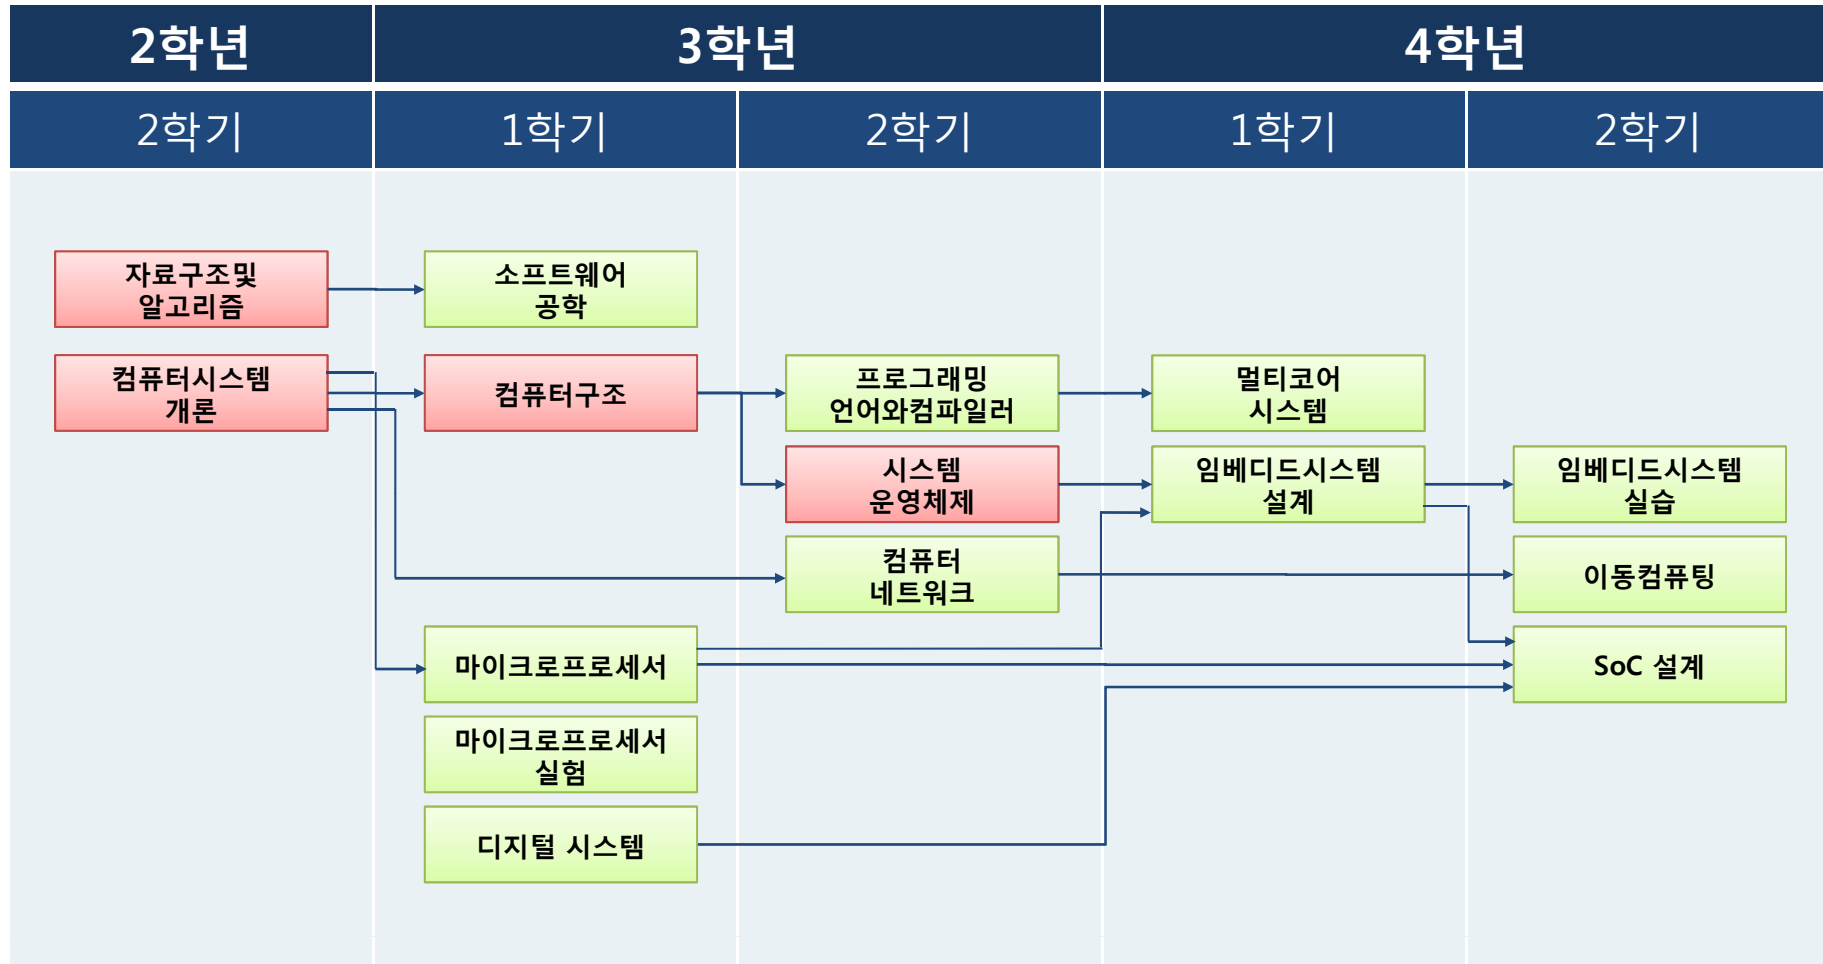 2학년
3학년
4학년
2학기
1학기
2학기
1학기
2학기
자료구조및
알고리즘
소프트웨어
공학
컴퓨터시스템
개론
컴퓨터구조
프로그래밍
언어와컴파일러
멀티코어
시스템
시스템
운영체제
임베디드시스템
설계
임베디드시스템
실습
컴퓨터
네트워크
이동컴퓨팅
마이크로프로세서
SoC 설계
마이크로프로세서
실험
디지털 시스템